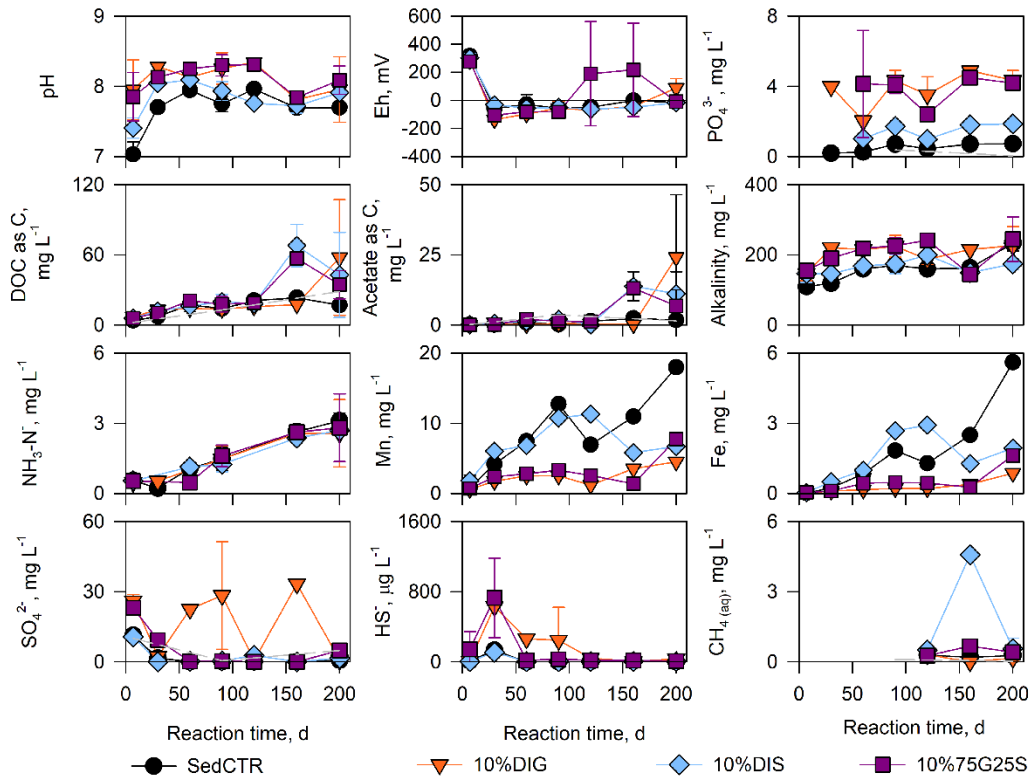 9
8
7
pH
600
400
200
0
-200
-400
Eh, mV
8
4
0
PO₄³⁻, mg L⁻¹
120
60
0
DOC as C,
mg L⁻¹
50
25
0
Acetate as C,
mg L⁻¹
400
200
0
Alkalinity, mg L⁻¹
6
3
0
NH₃-N⁻, mg L⁻¹
20
10
0
Mn, mg L⁻¹
6
3
0
Fe, mg L⁻¹
60
30
0
SO₄²⁻, mg L⁻¹
1600
800
0
HS⁻, μg L⁻¹
6
4
2
0
CH₄ (aq), mg L⁻¹
0 50 100 150 200
0 50 100 150 200
0 50 100 150 200
Reaction time, d
Reaction time, d
Reaction time, d
SedCTR 10%DIG 10%DIS 10%75G25S